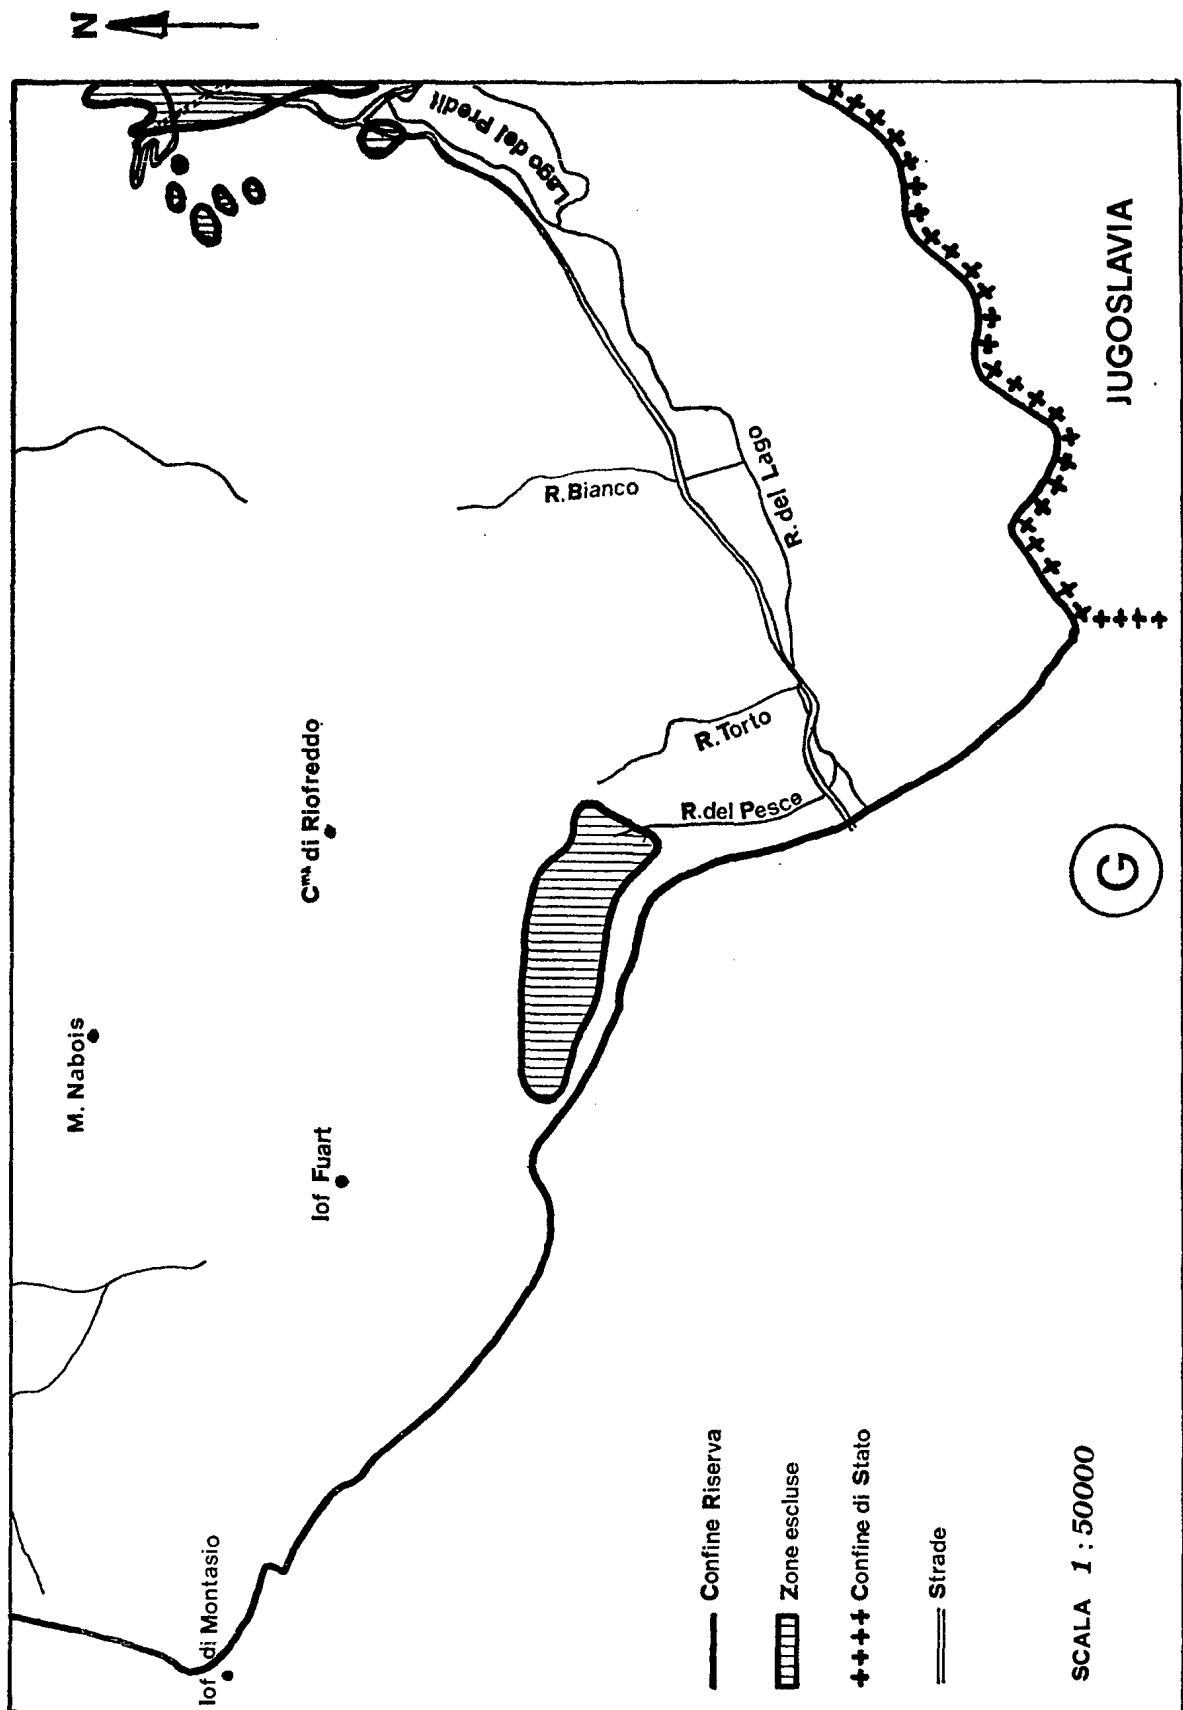 N
Lago del Predil
JUGOSLAVIA
R. del Lago
R.Bianco
R.Torto
R.del Pesce
Cma di Riofreddo
M. Nabois
Iof Fuart
Iof di Montasio
G
Confine Riserva
Zone escluse
++++ Confine di Stato
Strade
SCALA 1:50000